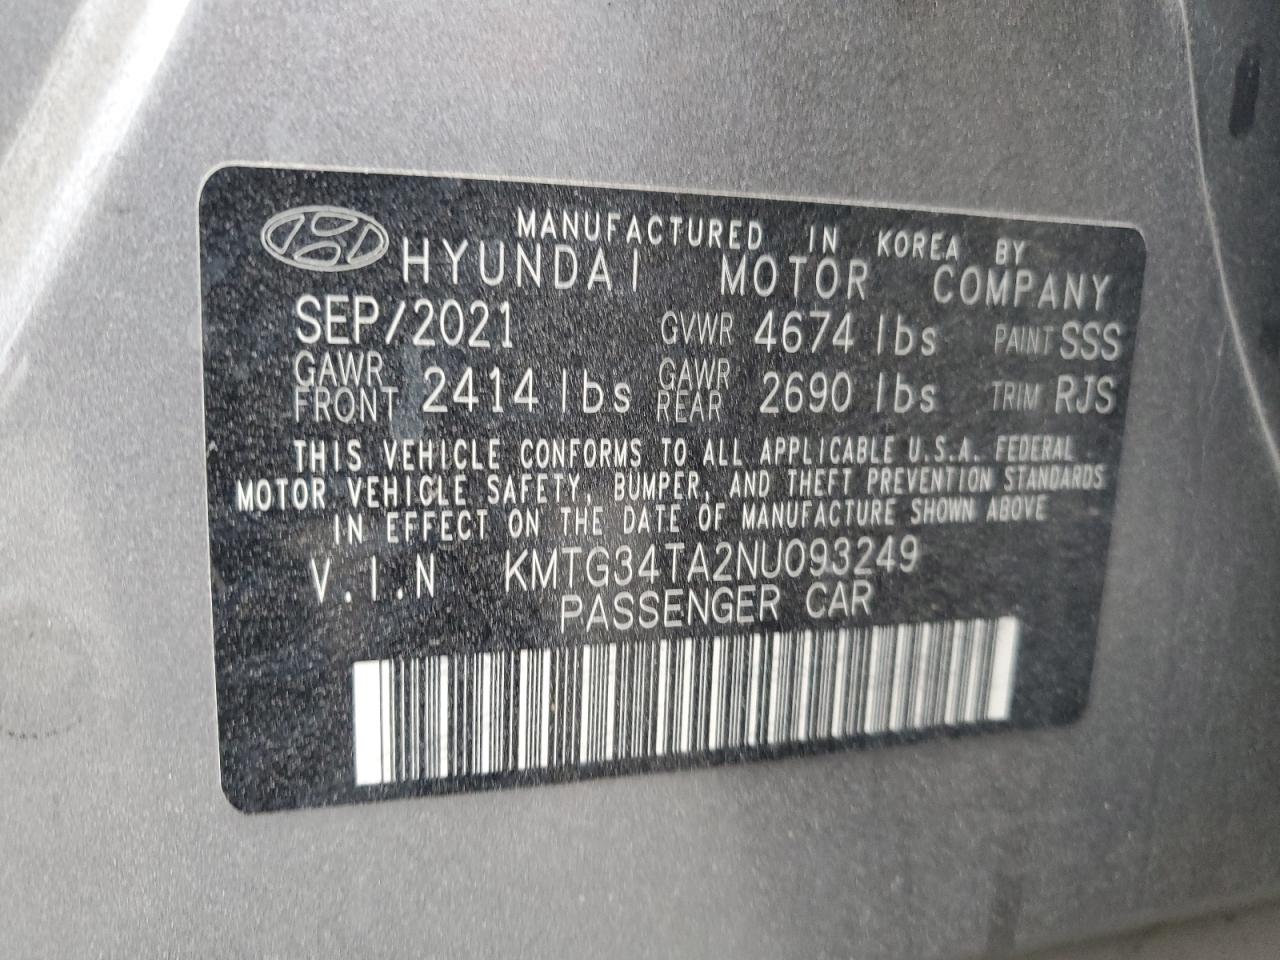 MANUFACTURED IN KOREA BY
HYUNDAI MOTOR COMPANY
SEP/2021 GVWR 4674 lbs PAINT SSS
GAWR FRONT 2414 lbs GAWR REAR 2690 lbs TRIM RJS
THIS VEHICLE CONFORMS TO ALL APPLICABLE U.S.A. FEDERAL
MOTOR VEHICLE SAFETY, BUMPER, AND THEFT PREVENTION STANDARDS
IN EFFECT ON THE DATE OF MANUFACTURE SHOWN ABOVE
V.I.N KMTG34TA2NU093249
PASSENGER CAR